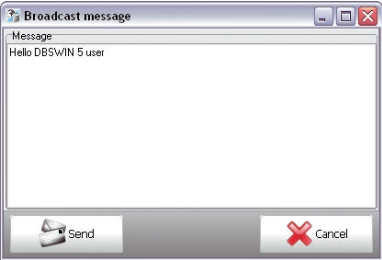 Broadcast message
Message
Hello DBSWIN 5 user
Send
Cancel